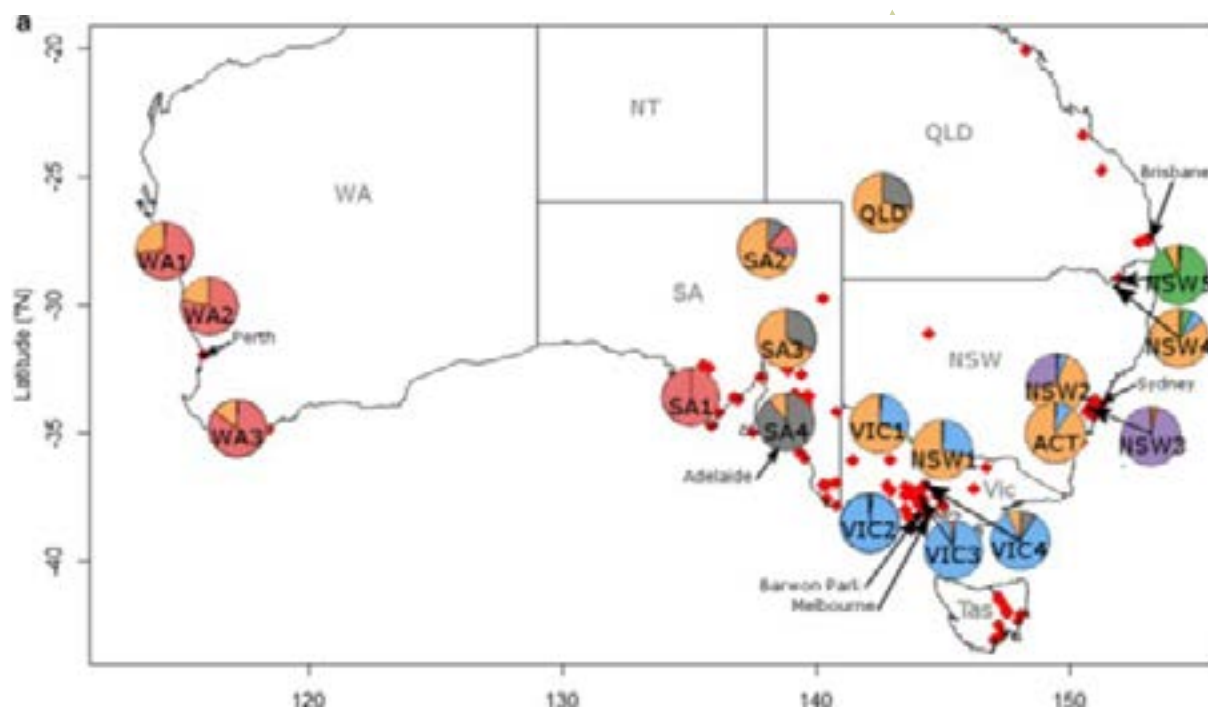 a
-20
-25
-30
-35
-40
Latitude (°N)
NT
QLD
WA
Brisbane
QLD
WA1
SA2
NSW5
WA2
SA
Perth
SA3
NSW4
NSW
NSW2
Sydney
SA1
WA3
SA4
VIC1
ACT
NSW3
NSW1
Adelaide
Vic
VIC2
VIC3
VIC4
Barwon Park
Melbourne
Tas
120
130
140
150